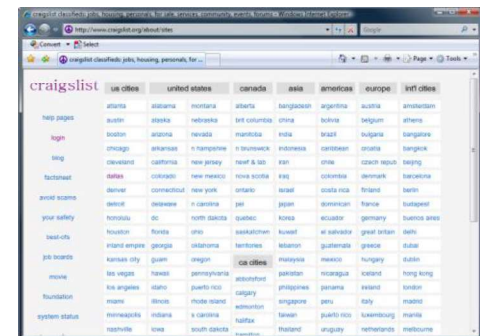 craigslist classifieds: jobs, housing, personals, for sale, services, community, events, forums - Windows Internet Explorer
http://www.craigslist.org/about/sites
Google
Convert Select
craigslist classifieds: jobs, housing, personals, for ...
Page Tools
craigslist us cities united states canada asia americas europe int'l cities
atlanta alabama montana alberta bangladesh argentina austria amsterdam
help pages austin alaska nebraska brit columbia china bolivia belgium athens
login boston arizona nevada manitoba india brazil bulgaria bangalore
blog chicago arkansas n hampshire n brunswick indonesia caribbean croatia bangkok
factsheet cleveland california new jersey newf & lab iran chile czech repub beijing
avoid scams dallas colorado new mexico nova scotia iraq colombia denmark barcelona
denver connecticut new york ontario israel costa rica finland berlin
your safety detroit delaware n carolina pei japan dominican france budapest
best-ofs honolulu dc north dakota quebec korea ecuador germany buenos aires
houston florida ohio saskatchewan kuwait el salvador great britain delhi
job boards inland empire georgia oklahoma territories lebanon guatemala greece dubai
kansas city guam oregon ca cities malaysia mexico hungary dublin
movie las vegas hawaii pennsylvania abbotsford pakistan nicaragua iceland hong kong
foundation los angeles idaho puerto rico calgary philippines panama ireland london
miami illinois rhode island edmonton singapore peru italy madrid
system status minneapolis indiana s carolina halifax taiwan puerto rico luxembourg manila
nashville iowa south dakota hamilton thailand uruguay netherlands melbourne